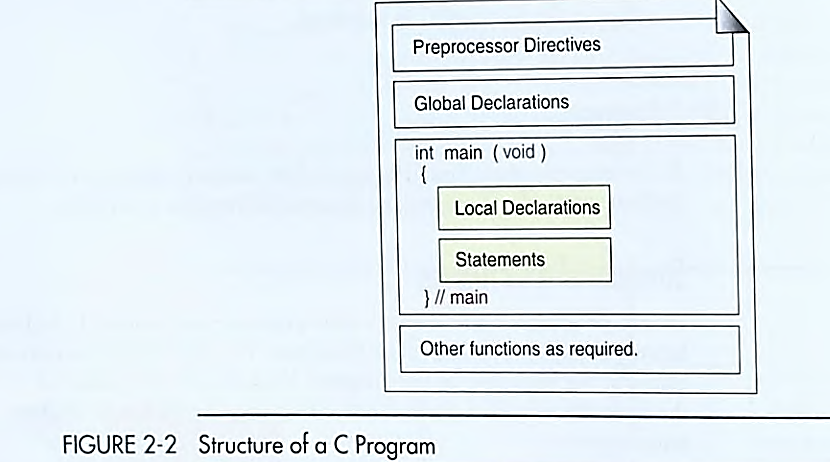 Preprocessor Directives
Global Declarations
int main ( void )
{
Local Declarations
Statements
} // main
Other functions as required.
FIGURE 2-2 Structure of a C Program